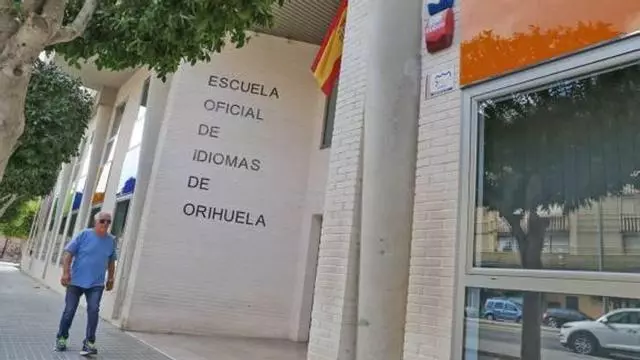 ESCUELA
OFICIAL
DE
IDIOMAS
DE
ORIHUELA